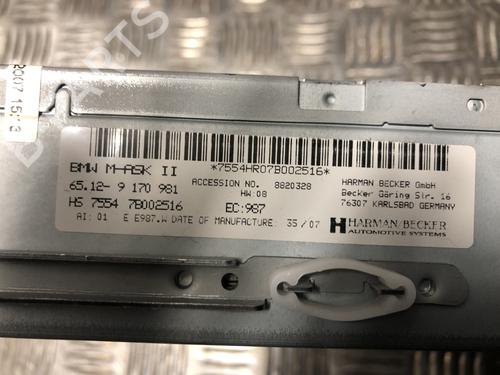 *7554HR07B002516*
BMW M-ASK II
65.12- 9 170 981
HS 7554 7B002516
AI: 01 E E987.W DATE OF MANUFACTURE: 35/07
ACCESSION NO. 8820328
HW:08
EC:987
HARMAN BECKER GmbH
Becker Göring Str. 16
76307 KARLSBAD GERMANY
HARMAN/BECKER
AUTOMOTIVE SYSTEMS
PARTS